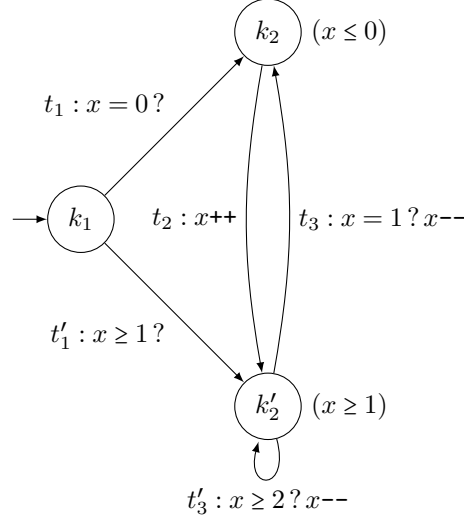 k₂ (x ≤ 0)
t₁ : x = 0 ?
k₁
t₂ : x++
t₃ : x = 1 ? x--
t′₁ : x ≥ 1 ?
k′₂ (x ≥ 1)
t′₃ : x ≥ 2 ? x--